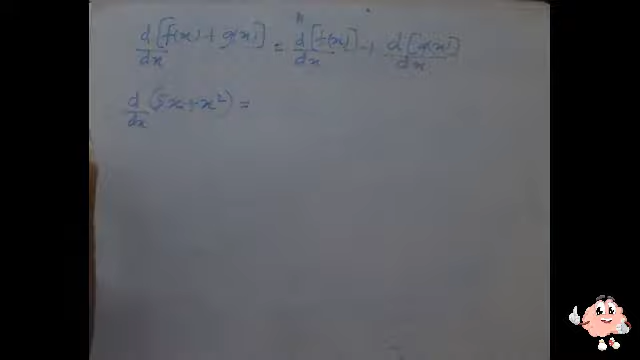 d/dx [f(x) + g(x)] = d/dx [f(x)] + d/dx [g(x)]
d/dx (5x + x²) =